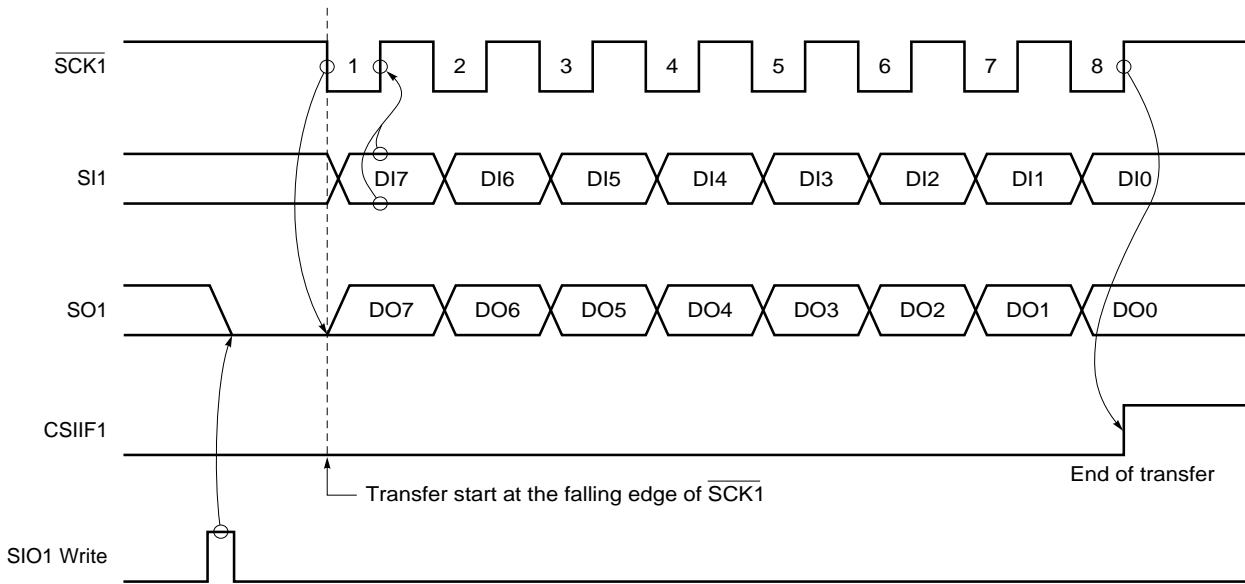 S̅C̅K̅1̅ 1 2 3 4 5 6 7 8
SI1 DI7 DI6 DI5 DI4 DI3 DI2 DI1 DI0
SO1 DO7 DO6 DO5 DO4 DO3 DO2 DO1 DO0
CSIIF1
End of transfer
Transfer start at the falling edge of S̅C̅K̅1̅
SIO1 Write